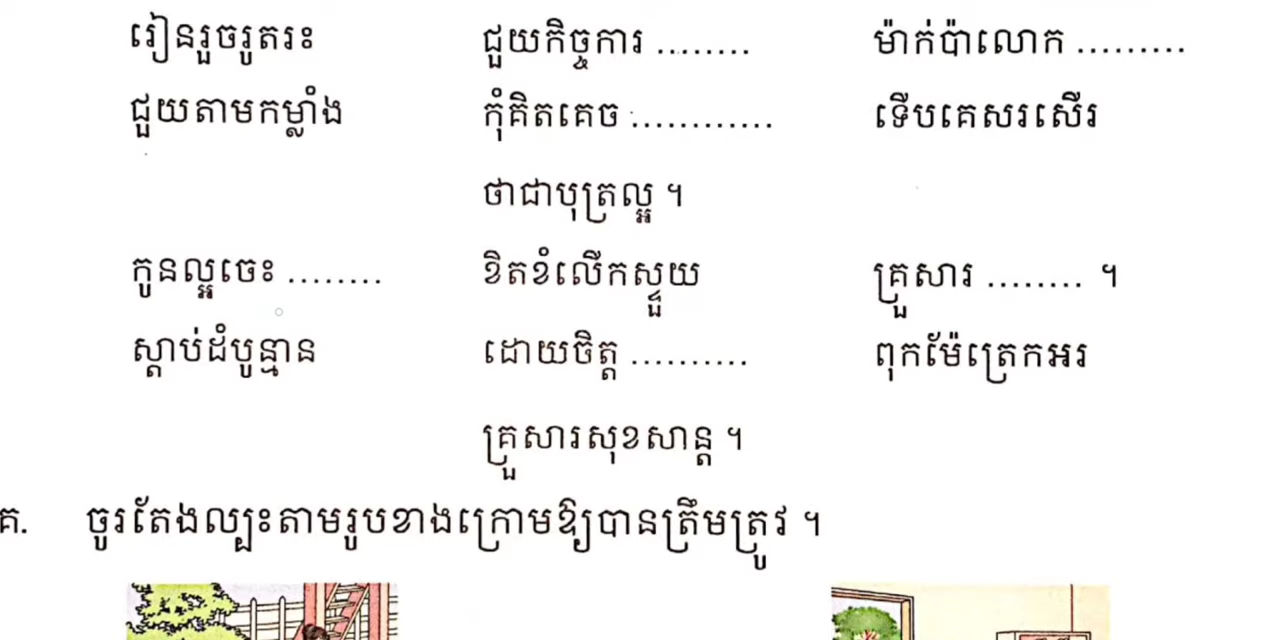 រៀនរួចរូតរះ ជួយកិច្ចការ ........ ម៉ាក់ប៉ាលោក .........
ជួយតាមកម្លាំង កុំគិតគេច ............ ទើបគេសរសើរ
ថាជាបុត្រល្អ ។
កូនល្អចេះ ........ ខិតខំលើកស្ទួយ គ្រួសារ ........ ។
ស្ដាប់ដំបូន្មាន ដោយចិត្ត .......... ពុកម៉ែត្រេកអរ
គ្រួសារសុខសាន្ត ។
គ. ចូរតែងល្បះតាមរូបខាងក្រោមឱ្យបានត្រឹមត្រូវ ។